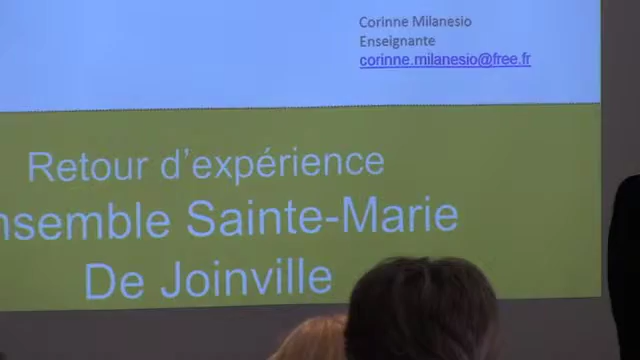 Corinne Milanesio
Enseignante
corinne.milanesio@free.fr
Retour d'expérience
nsemble Sainte-Marie
De Joinville